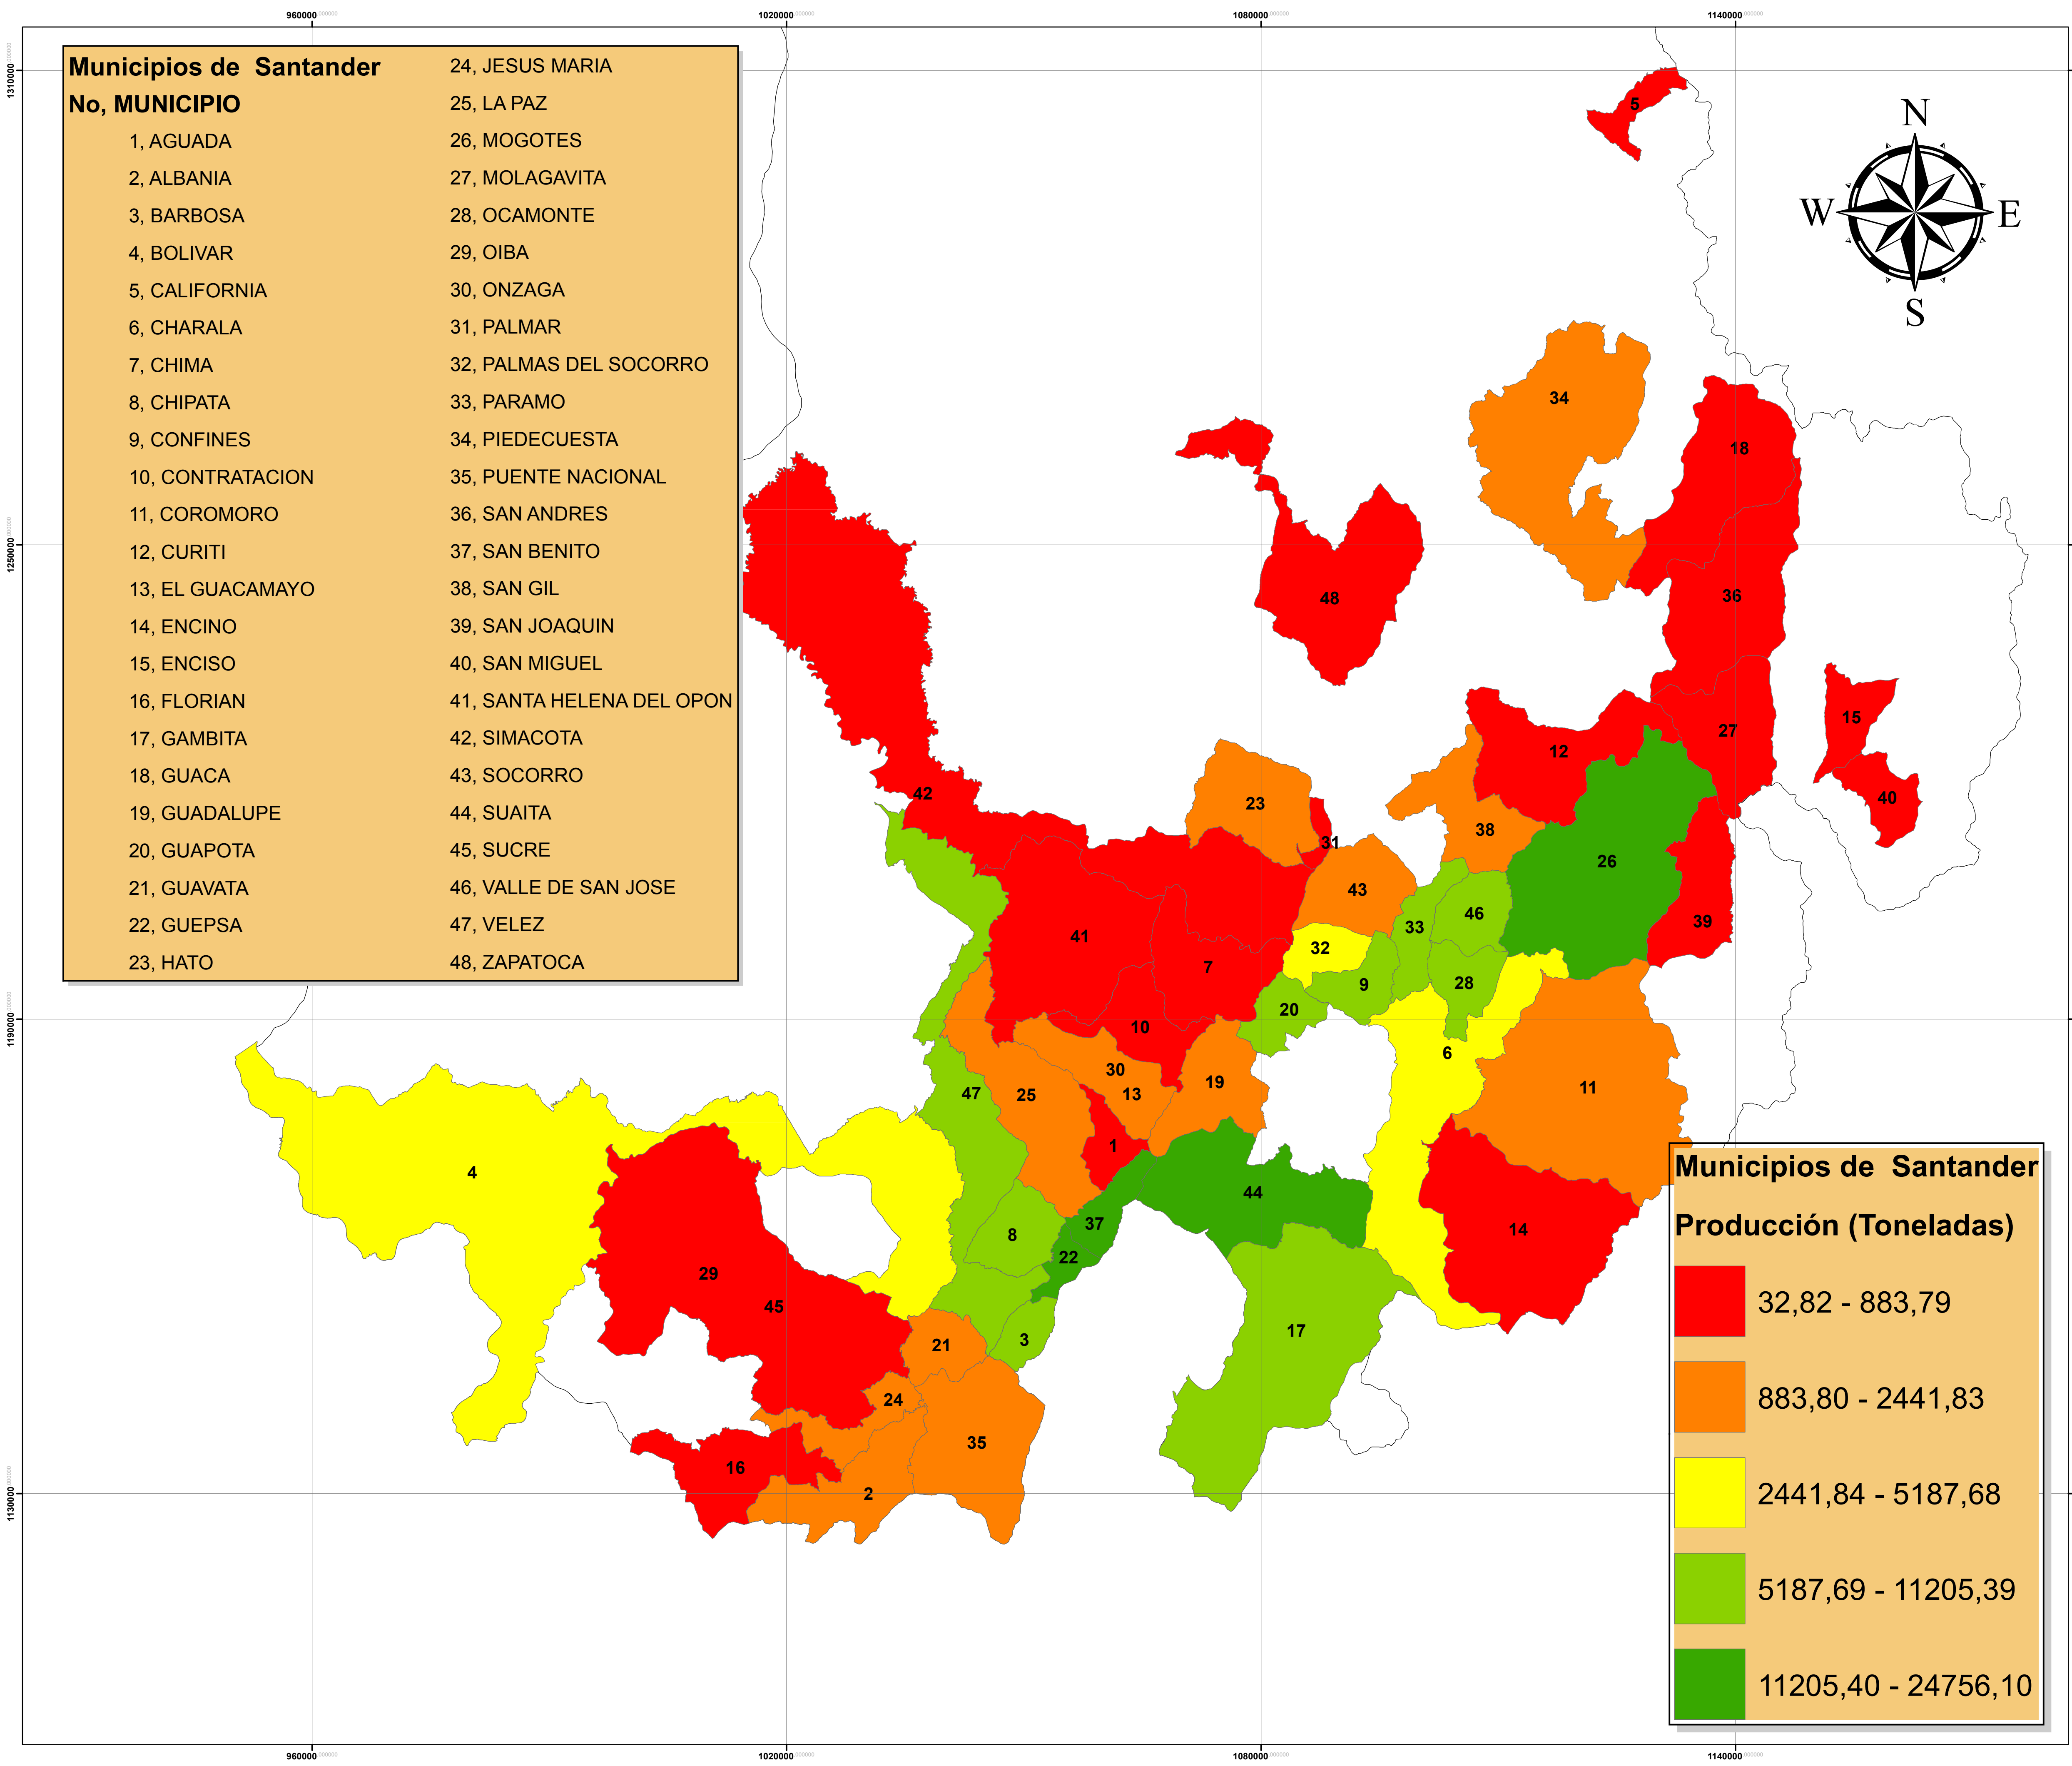 960000 1020000 1080000 1140000
1310000
1250000
1190000
1130000
Municipios de Santander
No, MUNICIPIO
1, AGUADA
2, ALBANIA
3, BARBOSA
4, BOLIVAR
5, CALIFORNIA
6, CHARALA
7, CHIMA
8, CHIPATA
9, CONFINES
10, CONTRATACION
11, COROMORO
12, CURITI
13, EL GUACAMAYO
14, ENCINO
15, ENCISO
16, FLORIAN
17, GAMBITA
18, GUACA
19, GUADALUPE
20, GUAPOTA
21, GUAVATA
22, GUEPSA
23, HATO
24, JESUS MARIA
25, LA PAZ
26, MOGOTES
27, MOLAGAVITA
28, OCAMONTE
29, OIBA
30, ONZAGA
31, PALMAR
32, PALMAS DEL SOCORRO
33, PARAMO
34, PIEDECUESTA
35, PUENTE NACIONAL
36, SAN ANDRES
37, SAN BENITO
38, SAN GIL
39, SAN JOAQUIN
40, SAN MIGUEL
41, SANTA HELENA DEL OPON
42, SIMACOTA
43, SOCORRO
44, SUAITA
45, SUCRE
46, VALLE DE SAN JOSE
47, VELEZ
48, ZAPATOCA
N
W E
S
5
34
18
48
36
15
27
12
40
42
23
38
31
26
43
46
39
33
41
32
7
28
9
20
10
6
30
19
11
47
25
13
1
4
44
37
14
8
22
29
45
17
3
21
24
35
16
2
Municipios de Santander
Producción (Toneladas)
32,82 - 883,79
883,80 - 2441,83
2441,84 - 5187,68
5187,69 - 11205,39
11205,40 - 24756,10
960000 1020000 1080000 1140000